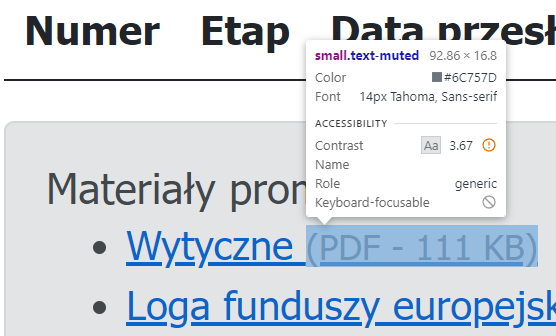 Numer Etap Data przesł
small.text-muted 92.86 × 16.8
Color #6C757D
Font 14px Tahoma, Sans-serif
ACCESSIBILITY
Contrast Aa 3.67
Name
Role generic
Keyboard-focusable
Materiały pron
• Wytyczne (PDF - 111 KB)
• Loga funduszy europejsk